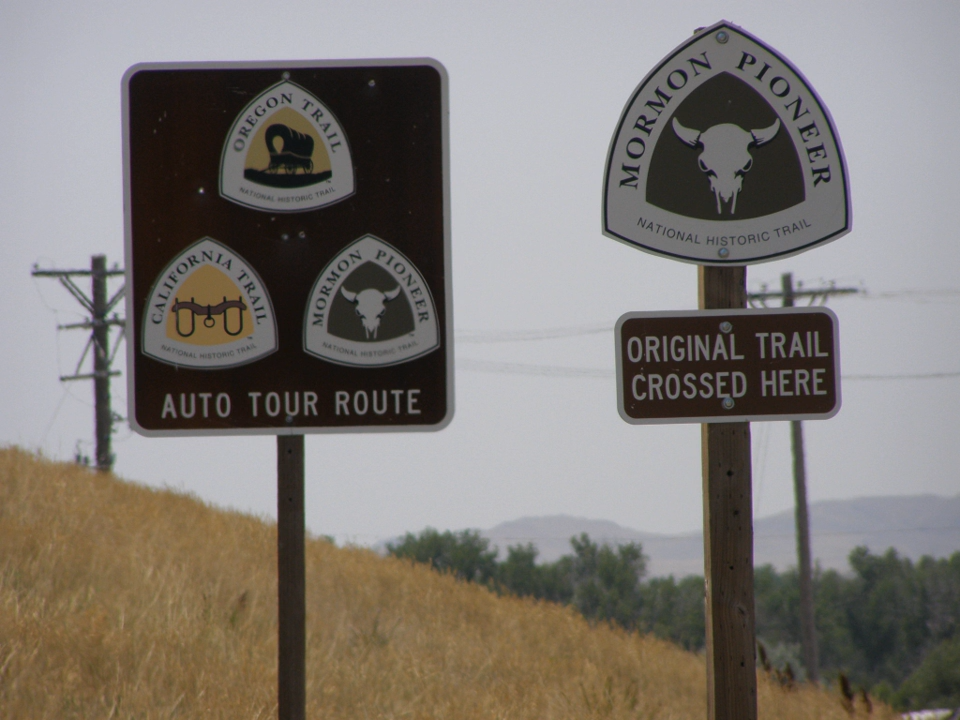 OREGON TRAIL
NATIONAL HISTORIC TRAIL
CALIFORNIA TRAIL
NATIONAL HISTORIC TRAIL
MORMON PIONEER
NATIONAL HISTORIC TRAIL
AUTO TOUR ROUTE
MORMON PIONEER
NATIONAL HISTORIC TRAIL
ORIGINAL TRAIL
CROSSED HERE